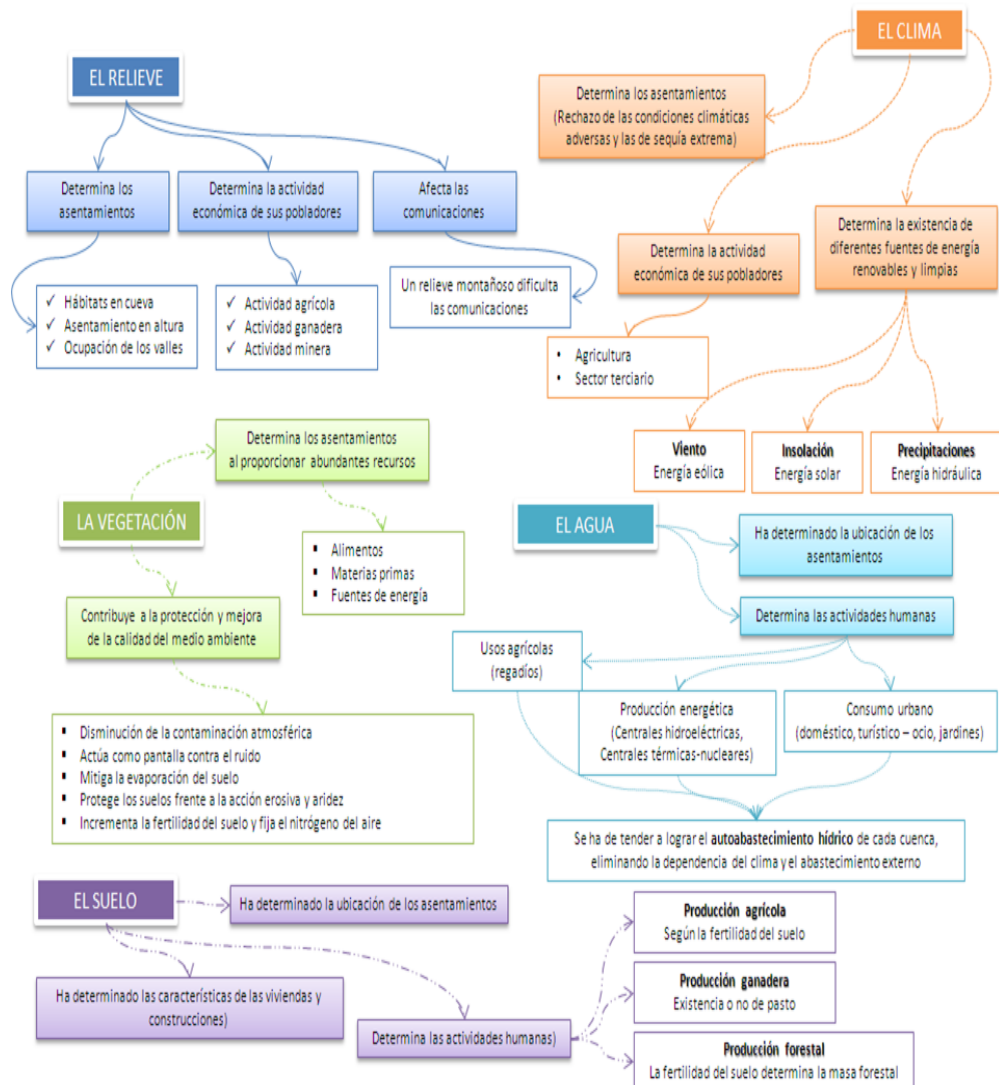 EL RELIEVE
Determina los
asentamientos
Determina la actividad
económica de sus pobladores
Afecta las
comunicaciones
✓ Hábitats en cueva
✓ Asentamiento en altura
✓ Ocupación de los valles
✓ Actividad agrícola
✓ Actividad ganadera
✓ Actividad minera
Un relieve montañoso dificulta
las comunicaciones
EL CLIMA
Determina los asentamientos
(Rechazo de las condiciones climáticas
adversas y las de sequía extrema)
Determina la actividad
económica de sus pobladores
Determina la existencia de
diferentes fuentes de energía
renovables y limpias
▪ Agricultura
▪ Sector terciario
Viento
Energía eólica
Insolación
Energía solar
Precipitaciones
Energía hidráulica
LA VEGETACIÓN
Determina los asentamientos
al proporcionar abundantes recursos
▪ Alimentos
▪ Materias primas
▪ Fuentes de energía
Contribuye a la protección y mejora
de la calidad del medio ambiente
▪ Disminución de la contaminación atmosférica
▪ Actúa como pantalla contra el ruido
▪ Mitiga la evaporación del suelo
▪ Protege los suelos frente a la acción erosiva y aridez
▪ Incrementa la fertilidad del suelo y fija el nitrógeno del aire
EL AGUA
Ha determinado la ubicación de los
asentamientos
Determina las actividades humanas
Usos agrícolas
(regadíos)
Producción energética
(Centrales hidroeléctricas,
Centrales térmicas-nucleares)
Consumo urbano
(doméstico, turístico – ocio, jardines)
Se ha de tender a lograr el autoabastecimiento hídrico de cada cuenca,
eliminando la dependencia del clima y el abastecimiento externo
EL SUELO
Ha determinado la ubicación de los asentamientos
Ha determinado las características de las viviendas y
construcciones)
Determina las actividades humanas)
Producción agrícola
Según la fertilidad del suelo
Producción ganadera
Existencia o no de pasto
Producción forestal
La fertilidad del suelo determina la masa forestal